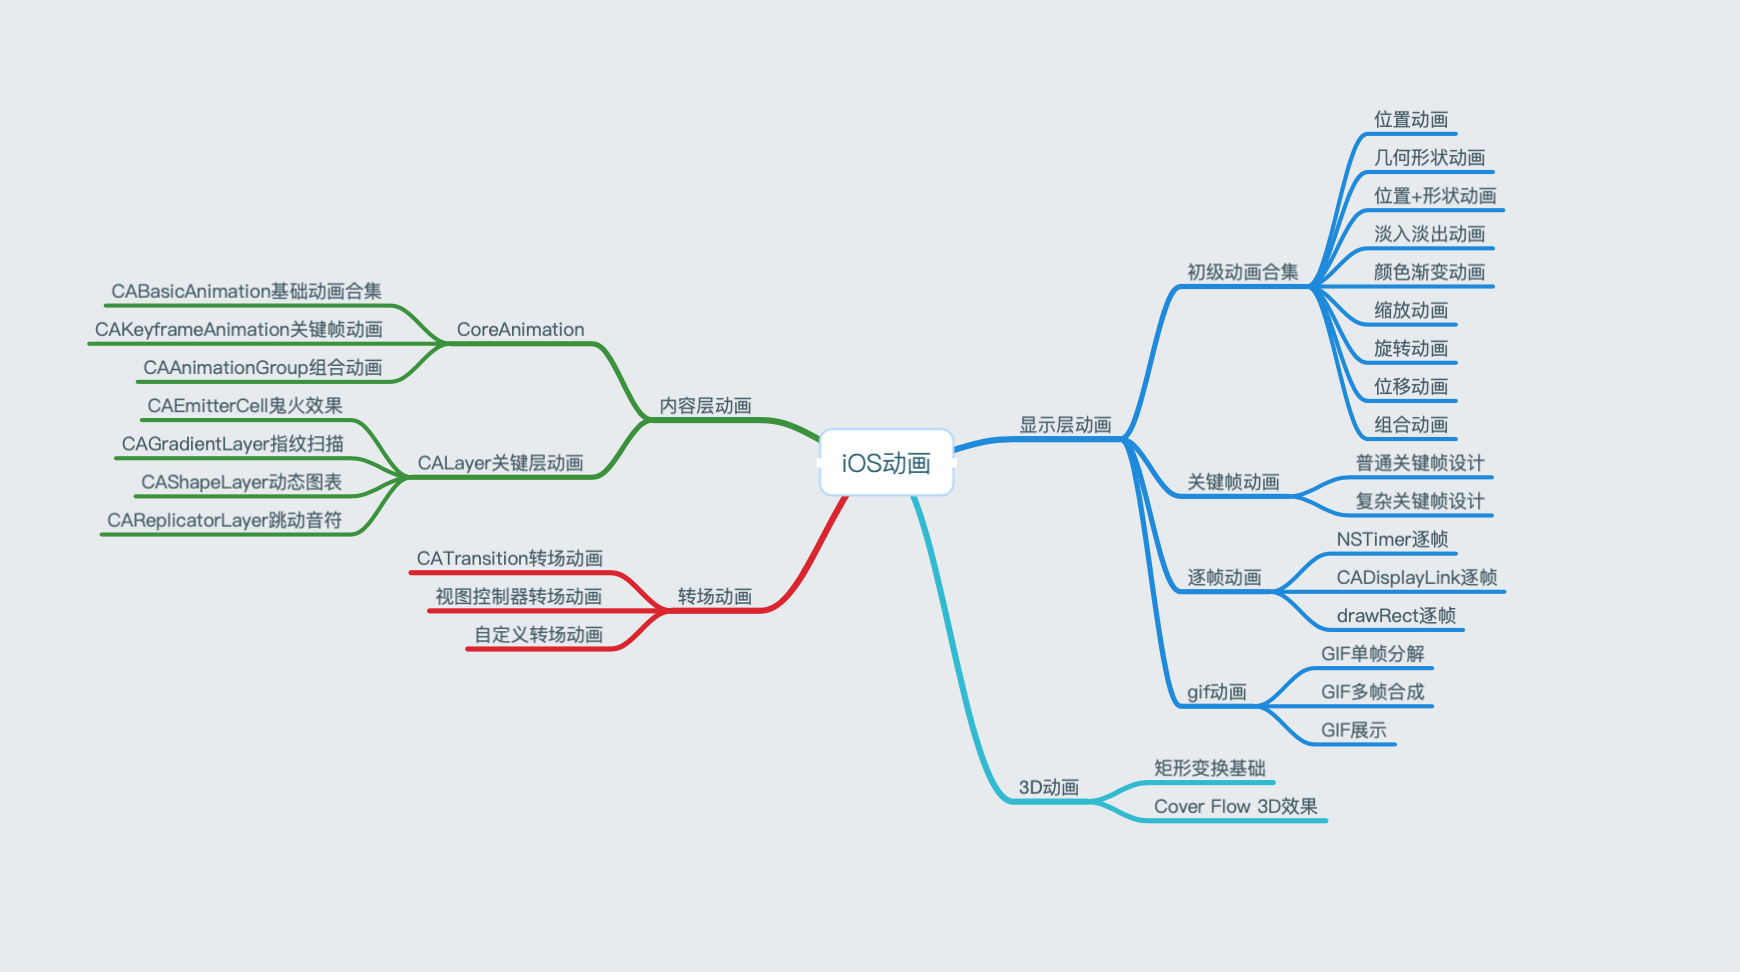 iOS动画
显示层动画
初级动画合集
位置动画
几何形状动画
位置+形状动画
淡入淡出动画
颜色渐变动画
缩放动画
旋转动画
位移动画
组合动画
关键帧动画
普通关键帧设计
复杂关键帧设计
逐帧动画
NSTimer逐帧
CADisplayLink逐帧
drawRect逐帧
gif动画
GIF单帧分解
GIF多帧合成
GIF展示
3D动画
矩形变换基础
Cover Flow 3D效果
内容层动画
CoreAnimation
CABasicAnimation基础动画合集
CAKeyframeAnimation关键帧动画
CAAnimationGroup组合动画
CALayer关键层动画
CAEmitterCell鬼火效果
CAGradientLayer指纹扫描
CAShapeLayer动态图表
CAReplicatorLayer跳动音符
转场动画
CATransition转场动画
视图控制器转场动画
自定义转场动画